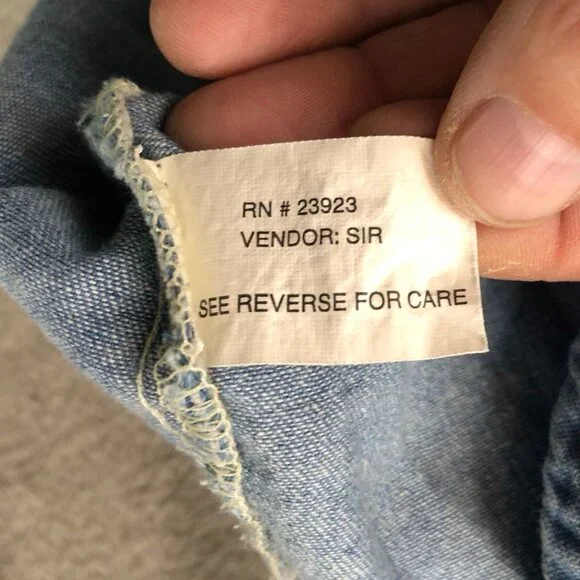 RN # 23923
VENDOR: SIR
SEE REVERSE FOR CARE